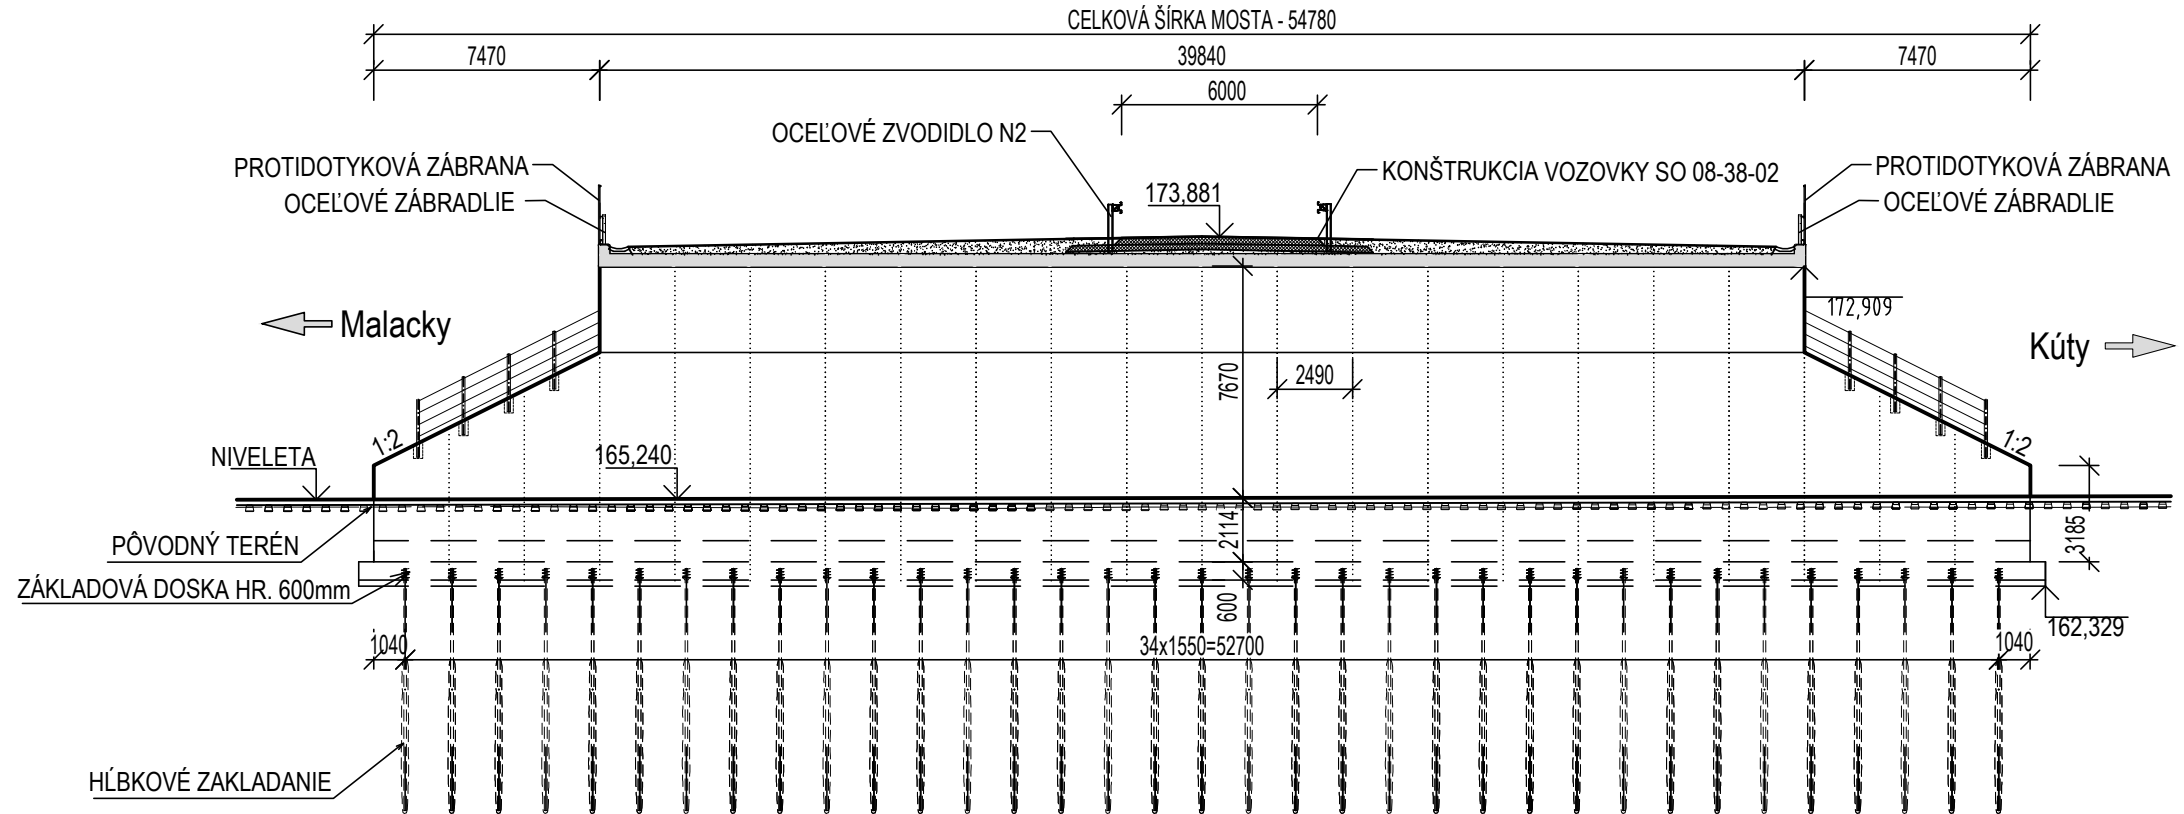 CELKOVÁ ŠÍRKA MOSTA - 54780
7470
39840
7470
6000
OCEĽOVÉ ZVODIDLO N2
PROTIDOTYKOVÁ ZÁBRANA
OCEĽOVÉ ZÁBRADLIE
173,881
KONŠTRUKCIA VOZOVKY SO 08-38-02
PROTIDOTYKOVÁ ZÁBRANA
OCEĽOVÉ ZÁBRADLIE
172,909
Malacky
Kúty
7670
2490
1:2
1:2
NIVELETA
165,240
2114
3185
PÔVODNÝ TERÉN
ZÁKLADOVÁ DOSKA HR. 600mm
600
162,329
1040
34x1550=52700
1040
HĹBKOVÉ ZAKLADANIE